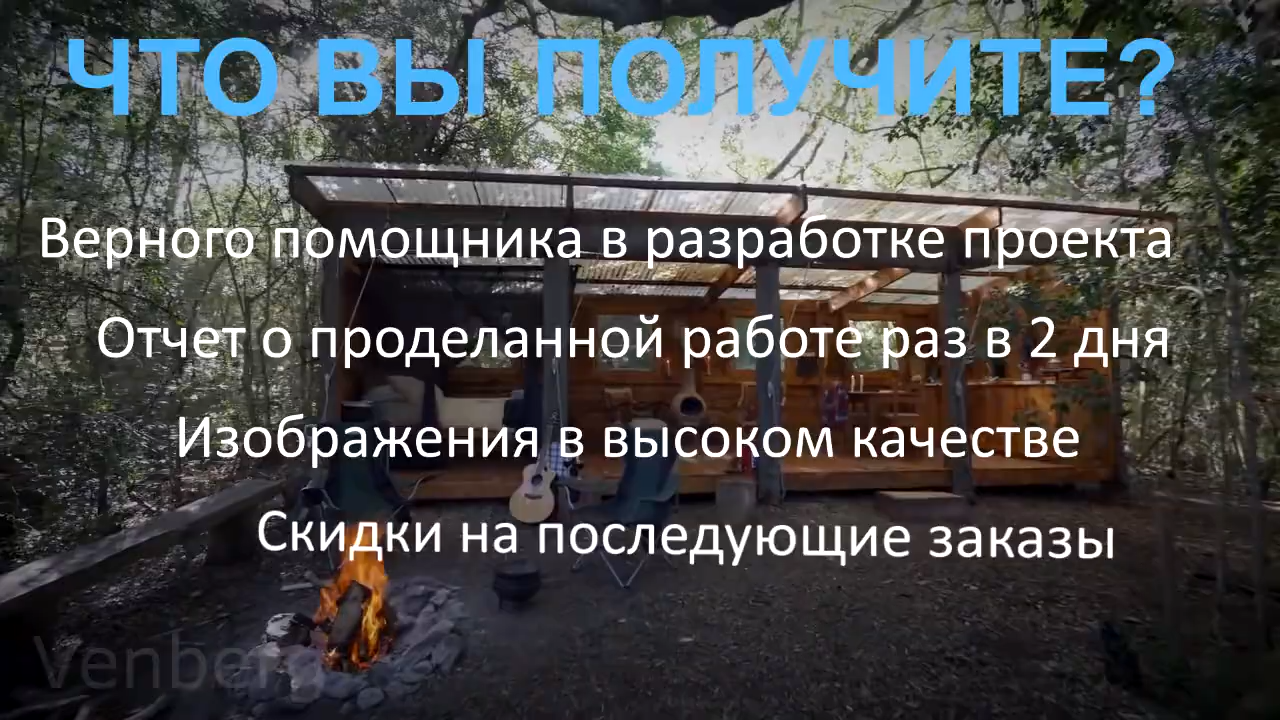 ЧТО ВЫ ПОЛУЧИТЕ?
Верного помощника в разработке проекта
Отчет о проделанной работе раз в 2 дня
Изображения в высоком качестве
Скидки на последующие заказы
Venberg